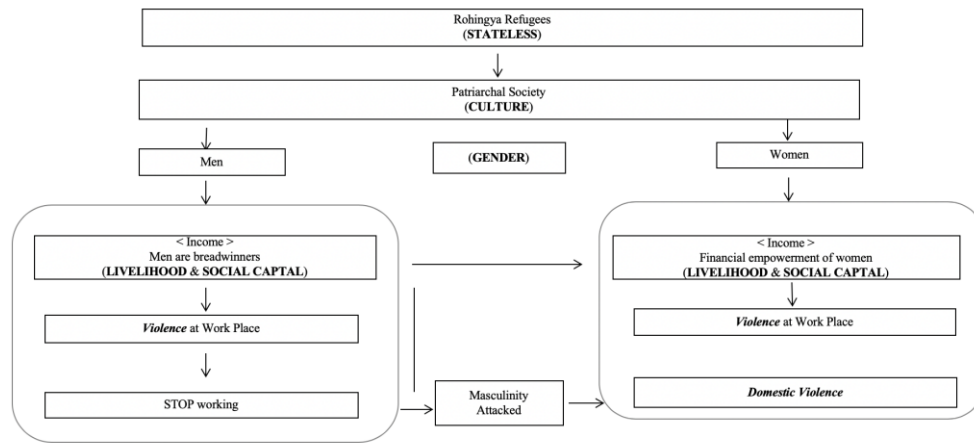 Rohingya Refugees
(STATELESS)
Patriarchal Society
(CULTURE)
Men
(GENDER)
Women
< Income >
Men are breadwinners
(LIVELIHOOD & SOCIAL CAPTAL)
Violence at Work Place
STOP working
Masculinity
Attacked
< Income >
Financial empowerment of women
(LIVELIHOOD & SOCIAL CAPTAL)
Violence at Work Place
Domestic Violence